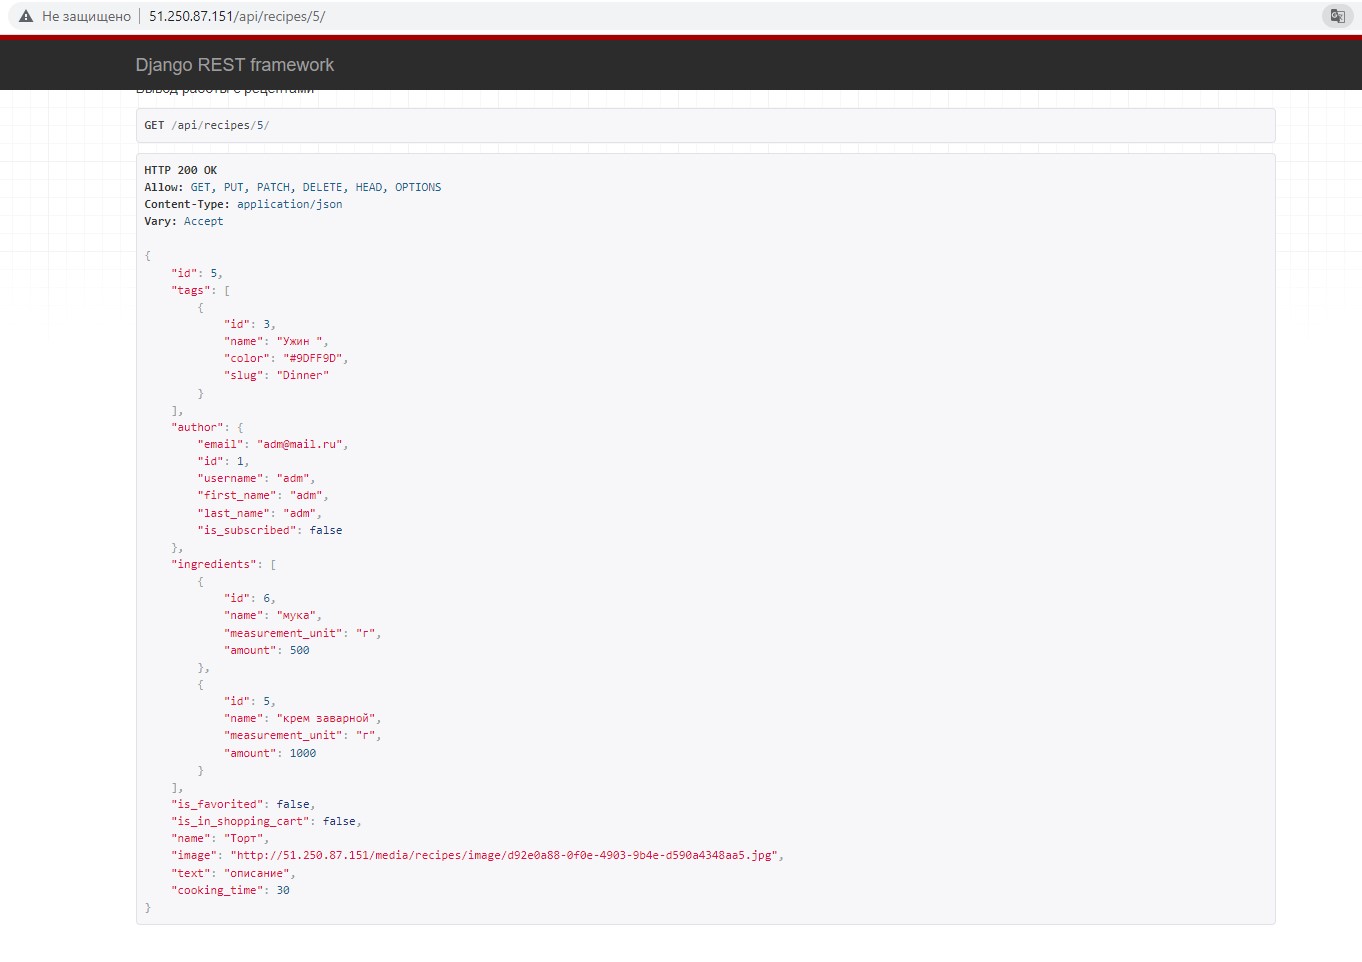 Не защищено 51.250.87.151/api/recipes/5/
Django REST framework
Вывод работы с рецептами
GET /api/recipes/5/
HTTP 200 OK
Allow: GET, PUT, PATCH, DELETE, HEAD, OPTIONS
Content-Type: application/json
Vary: Accept
{
"id": 5,
"tags": [
{
"id": 3,
"name": "Ужин ",
"color": "#9DFF9D",
"slug": "Dinner"
}
],
"author": {
"email": "adm@mail.ru",
"id": 1,
"username": "adm",
"first_name": "adm",
"last_name": "adm",
"is_subscribed": false
},
"ingredients": [
{
"id": 6,
"name": "мука",
"measurement_unit": "г",
"amount": 500
},
{
"id": 5,
"name": "крем заварной",
"measurement_unit": "г",
"amount": 1000
}
],
"is_favorited": false,
"is_in_shopping_cart": false,
"name": "Торт",
"image": "http://51.250.87.151/media/recipes/image/d92e0a88-0f0e-4903-9b4e-d590a4348aa5.jpg",
"text": "описание",
"cooking_time": 30
}